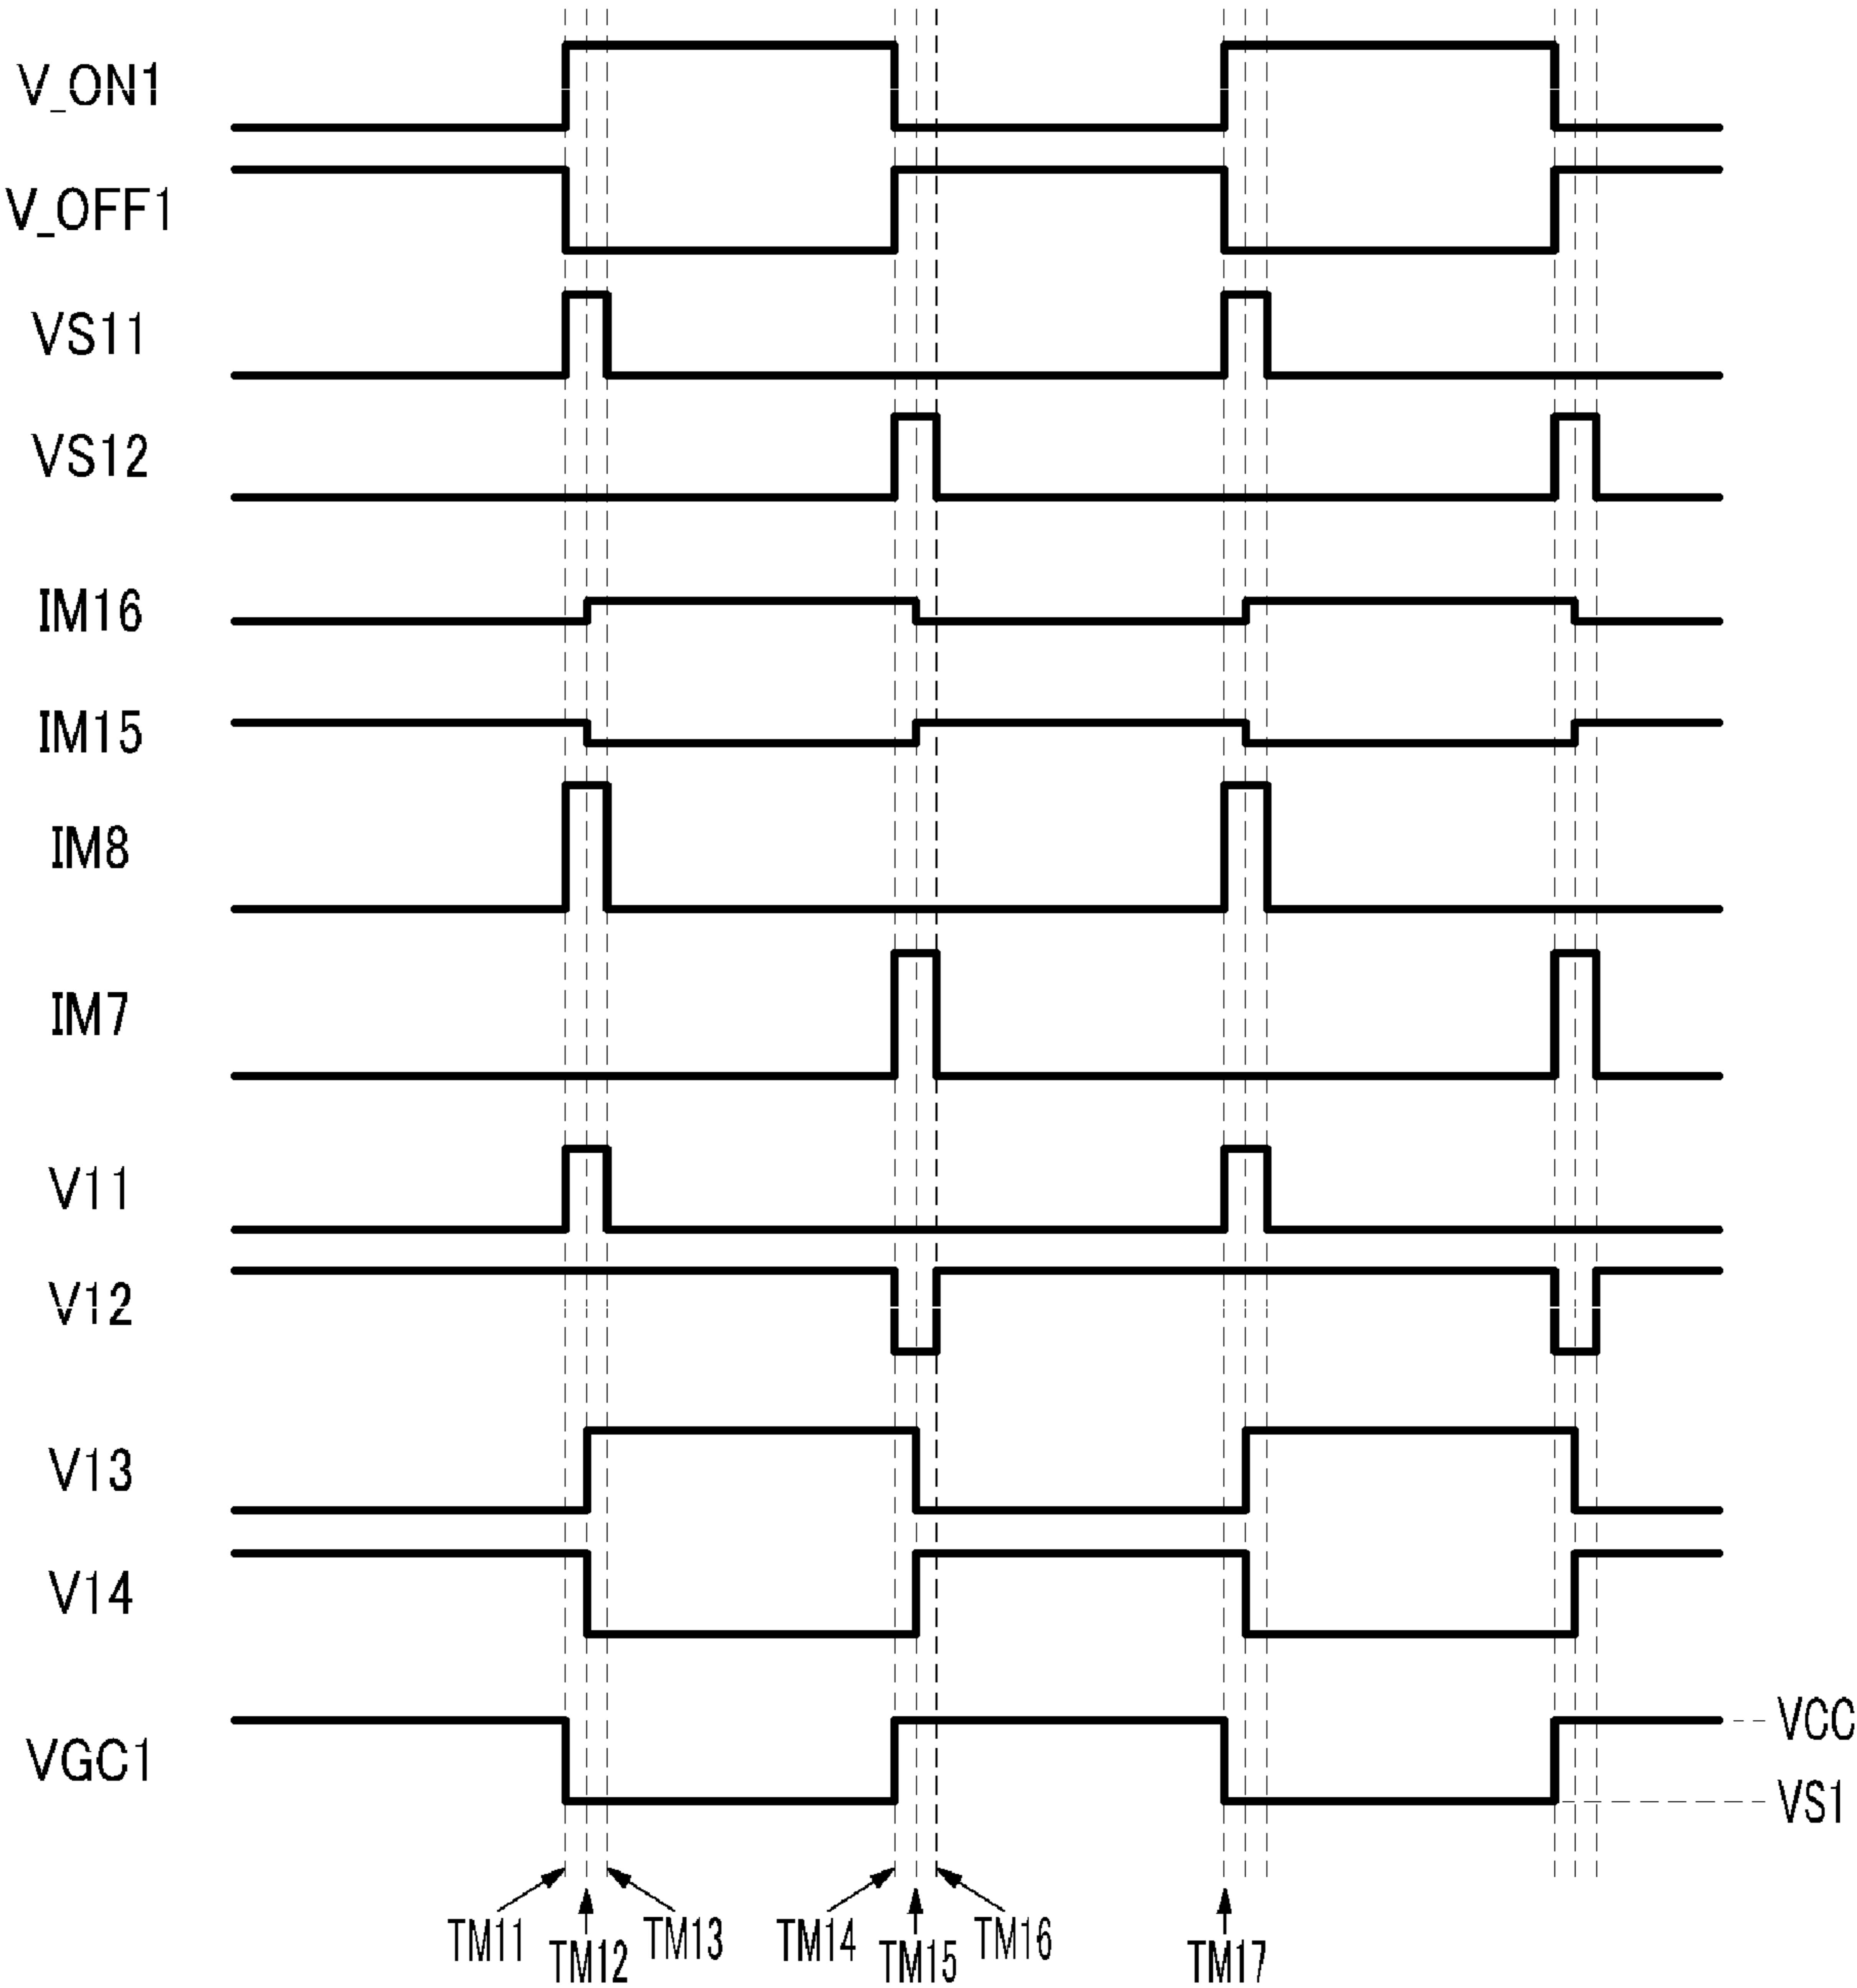 V_ON1
V_OFF1
VS11
VS12
IM16
IM15
IM8
IM7
V11
V12
V13
V14
VGC1
VCC
VS1
TM11
TM12
TM13
TM14
TM15
TM16
TM17